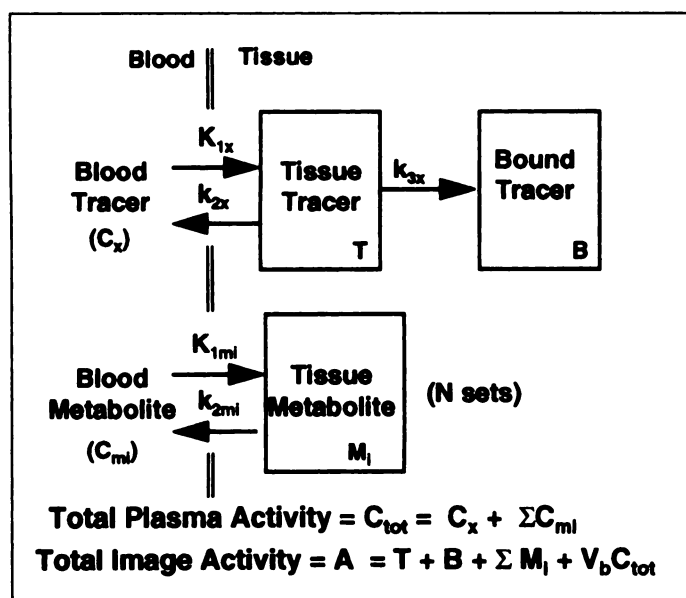 Blood Tissue
K1x
Blood Tracer (Cx)
k2x
Tissue Tracer
T
k3x
Bound Tracer
B
K1mi
Blood Metabolite (Cmi)
k2mi
Tissue Metabolite
Mi
(N sets)
Total Plasma Activity = Ctot = Cx + ΣCmi
Total Image Activity = A = T + B + Σ Mi + VbCtot